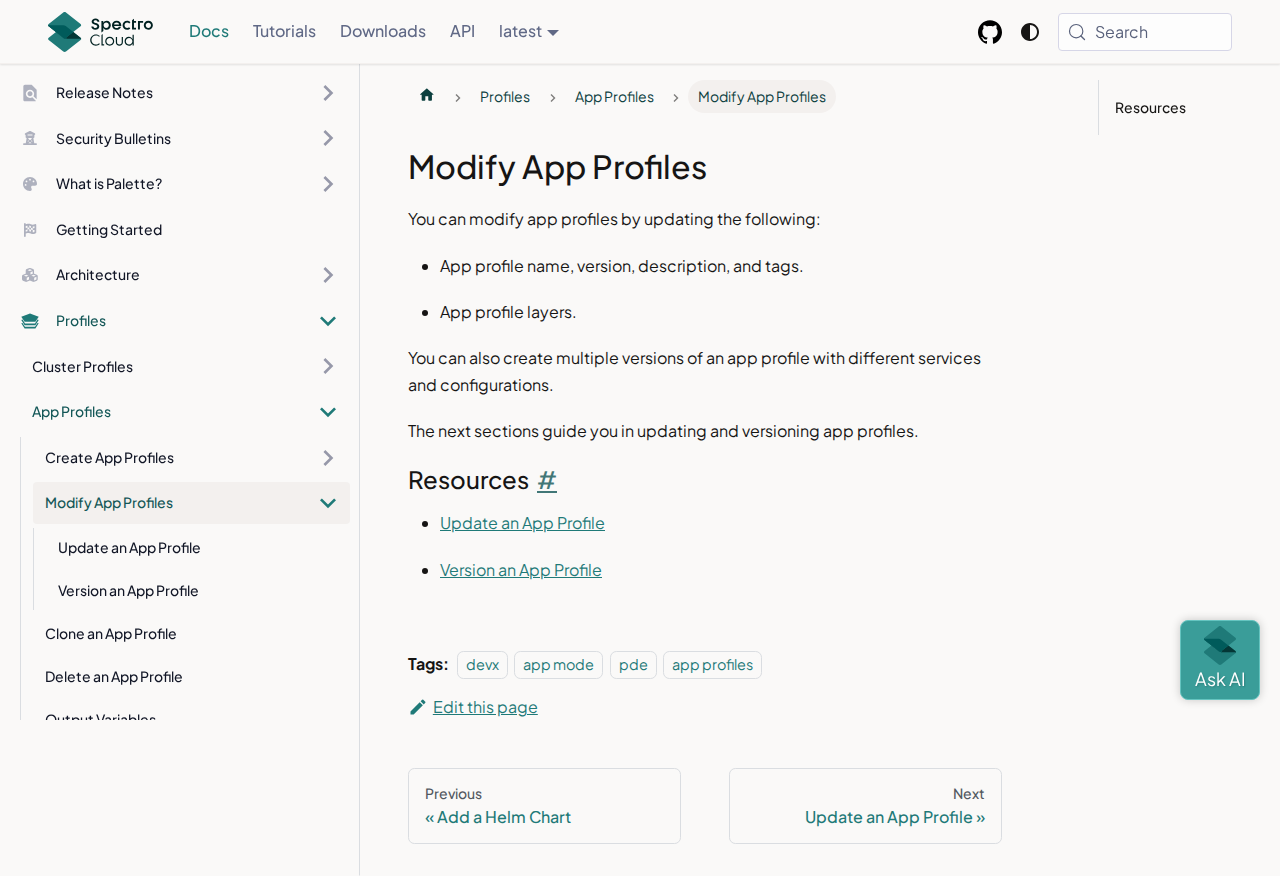 Spectro Cloud
Docs
Tutorials
Downloads
API
latest
Search
Release Notes
Security Bulletins
What is Palette?
Getting Started
Architecture
Profiles
Cluster Profiles
App Profiles
Create App Profiles
Modify App Profiles
Update an App Profile
Version an App Profile
Clone an App Profile
Delete an App Profile
Output Variables
Profiles
App Profiles
Modify App Profiles
Modify App Profiles
You can modify app profiles by updating the following:
App profile name, version, description, and tags.
App profile layers.
You can also create multiple versions of an app profile with different services
and configurations.
The next sections guide you in updating and versioning app profiles.
Resources #
Update an App Profile
Version an App Profile
Tags: devx app mode pde app profiles
Edit this page
Previous
« Add a Helm Chart
Next
Update an App Profile »
Resources
Ask AI